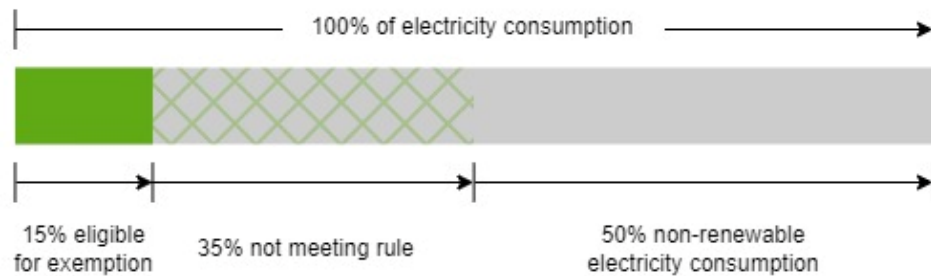 100% of electricity consumption
15% eligible
for exemption
35% not meeting rule
50% non-renewable
electricity consumption